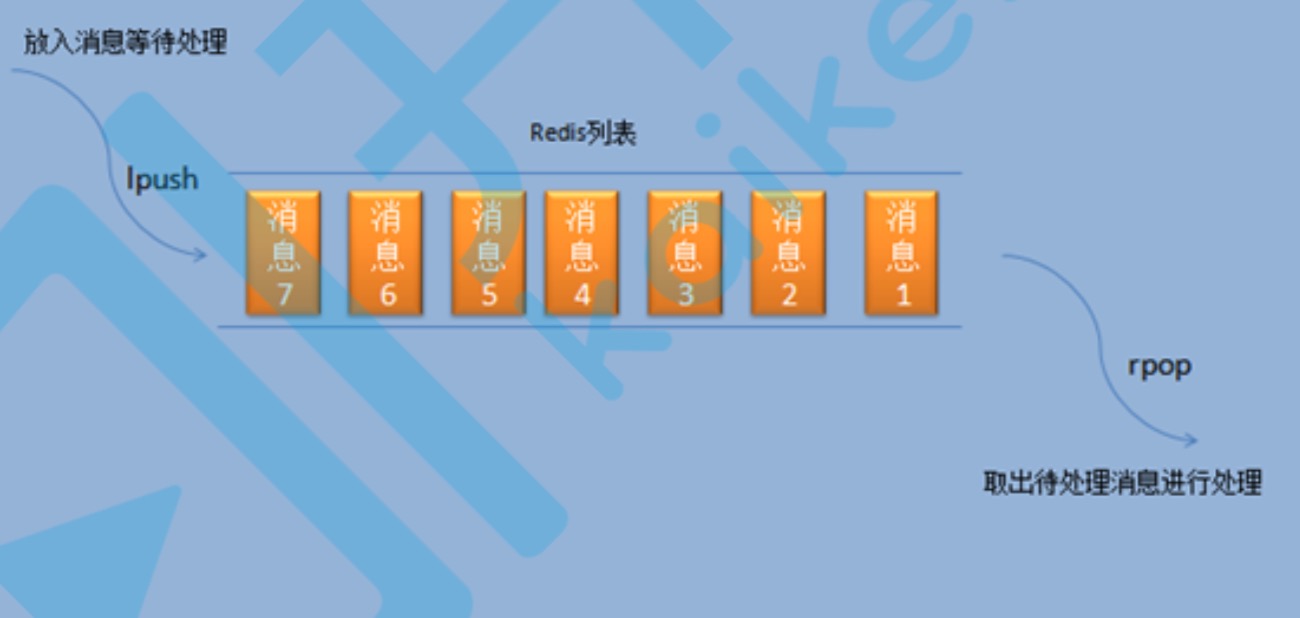 放入消息等待处理
Redis列表
lpush
消息7
消息6
消息5
消息4
消息3
消息2
消息1
rpop
取出待处理消息进行处理